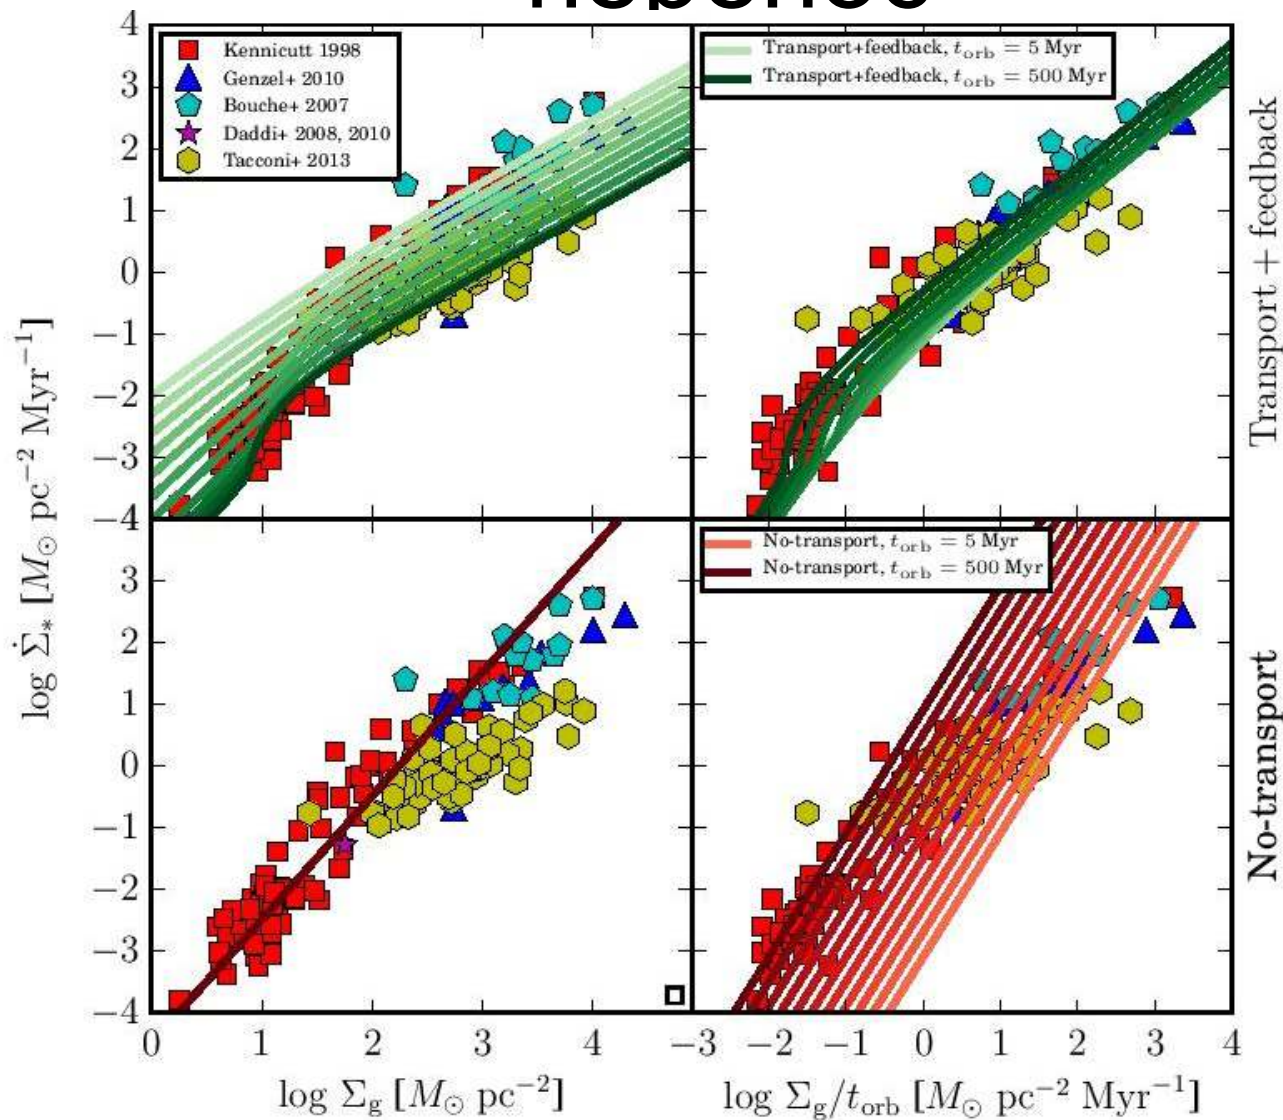 4
3
2
1
0
−1
−2
−3
−4
Kennicutt 1998
Genzel+ 2010
Bouche+ 2007
Daddi+ 2008, 2010
Tacconi+ 2013
Transport+feedback, t_orb = 5 Myr
Transport+feedback, t_orb = 500 Myr
Transport + feedback
log Σ̇_* [M_⊙ pc⁻² Myr⁻¹]
3
2
1
0
−1
−2
−3
−4
No-transport, t_orb = 5 Myr
No-transport, t_orb = 500 Myr
No-transport
0 1 2 3 4
−3 −2 −1 0 1 2 3 4
log Σ_g [M_⊙ pc⁻²]
log Σ_g/t_orb [M_⊙ pc⁻² Myr⁻¹]